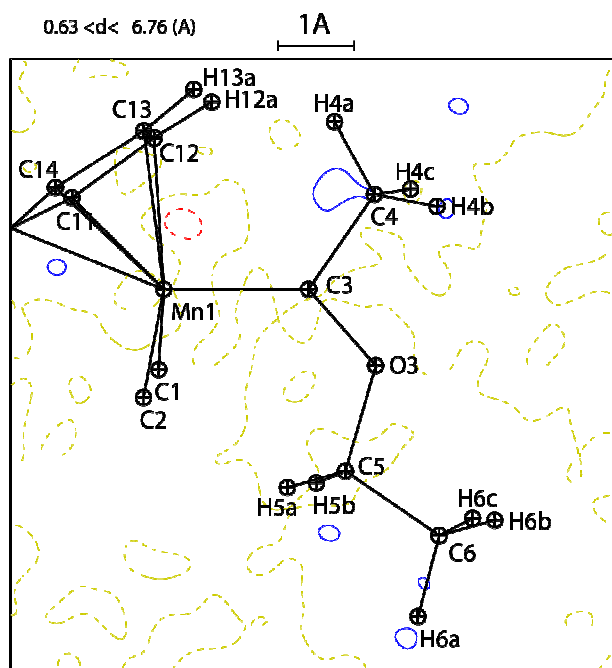 0.63 <d< 6.76 (A)
1A
H13a
C13
H12a
H4a
C12
C14
H4c
C11
C4
H4b
C3
Mn1
O3
C1
C2
C5
H5a
H5b
H6c
H6b
C6
H6a